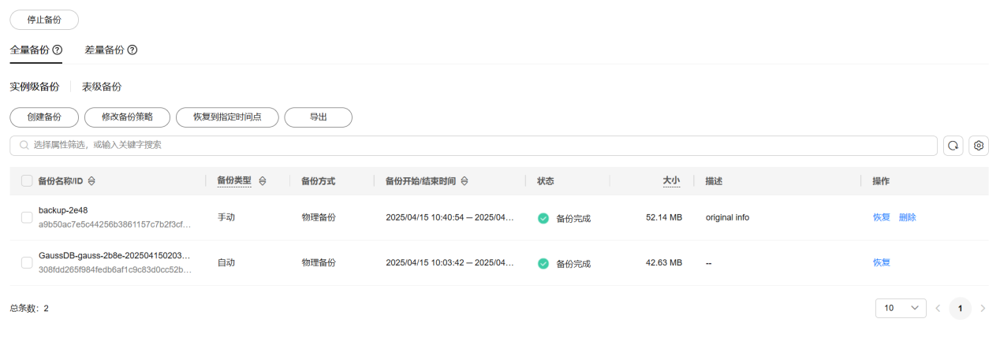 停止备份
全量备份 差量备份
实例级备份 表级备份
创建备份 修改备份策略 恢复到指定时间点 导出
选择属性筛选，或输入关键字搜索
备份名称/ID 备份类型 备份方式 备份开始/结束时间 状态 大小 描述 操作
backup-2e48
a9b50ac7e5c44256b3861157c7b2f3cf... 手动 物理备份 2025/04/15 10:40:54 — 2025/04... 备份完成 52.14 MB original info 恢复 删除
GaussDB-gauss-2b8e-202504150203...
308fdd265f984fedb6af1c9c83d0cc52b... 自动 物理备份 2025/04/15 10:03:42 — 2025/04... 备份完成 42.63 MB -- 恢复
总条数：2 10 1